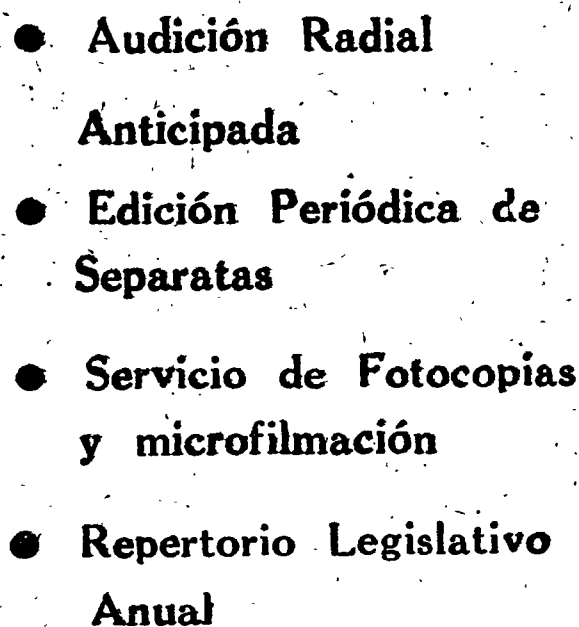 ● Audición Radial
Anticipada
● Edición Periódica de
Separatas
● Servicio de Fotocopias
y microfilmación
● Repertorio Legislativo
Anual